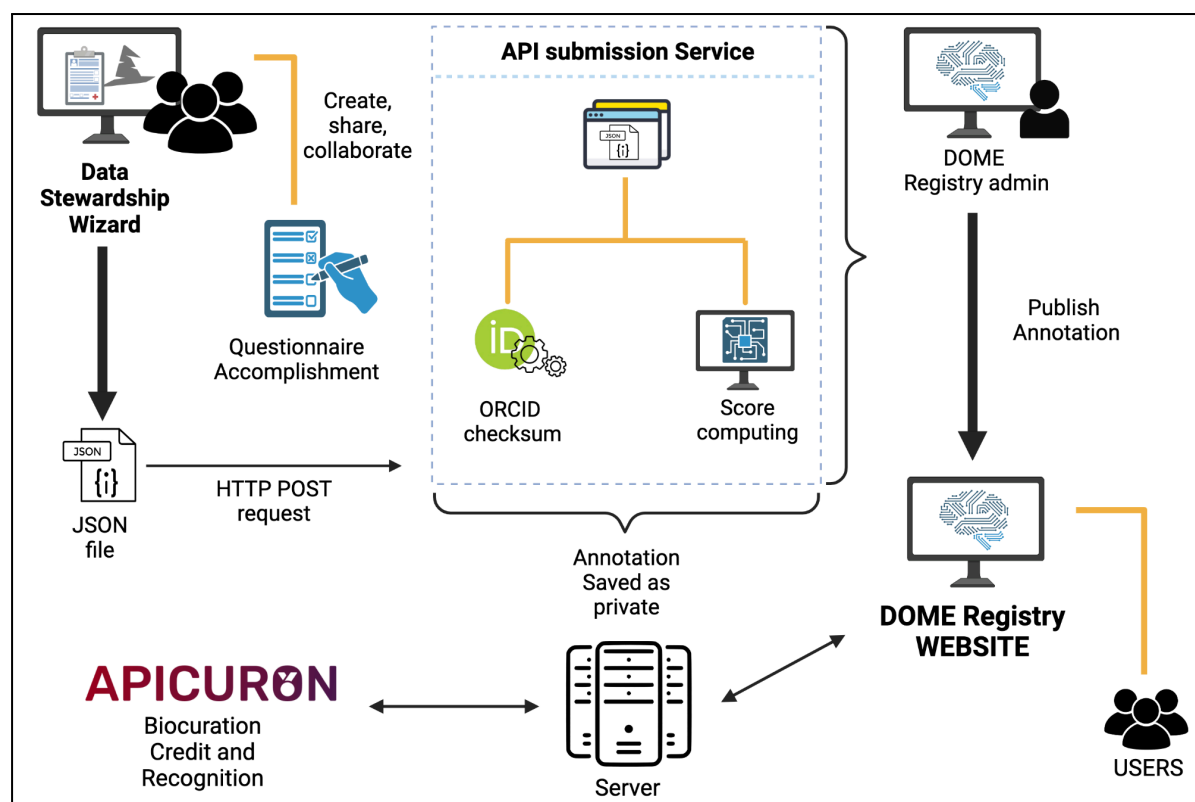 Data
Stewardship
Wizard
Create,
share,
collaborate
Questionnaire
Accomplishment
JSON
{i}
JSON
file
HTTP POST
request
API submission Service
JSON
{i}
iD
ORCID
checksum
Score
computing
Annotation
Saved as
private
DOME
Registry admin
Publish
Annotation
DOME Registry
WEBSITE
USERS
Server
APICURON
Biocuration
Credit and
Recognition